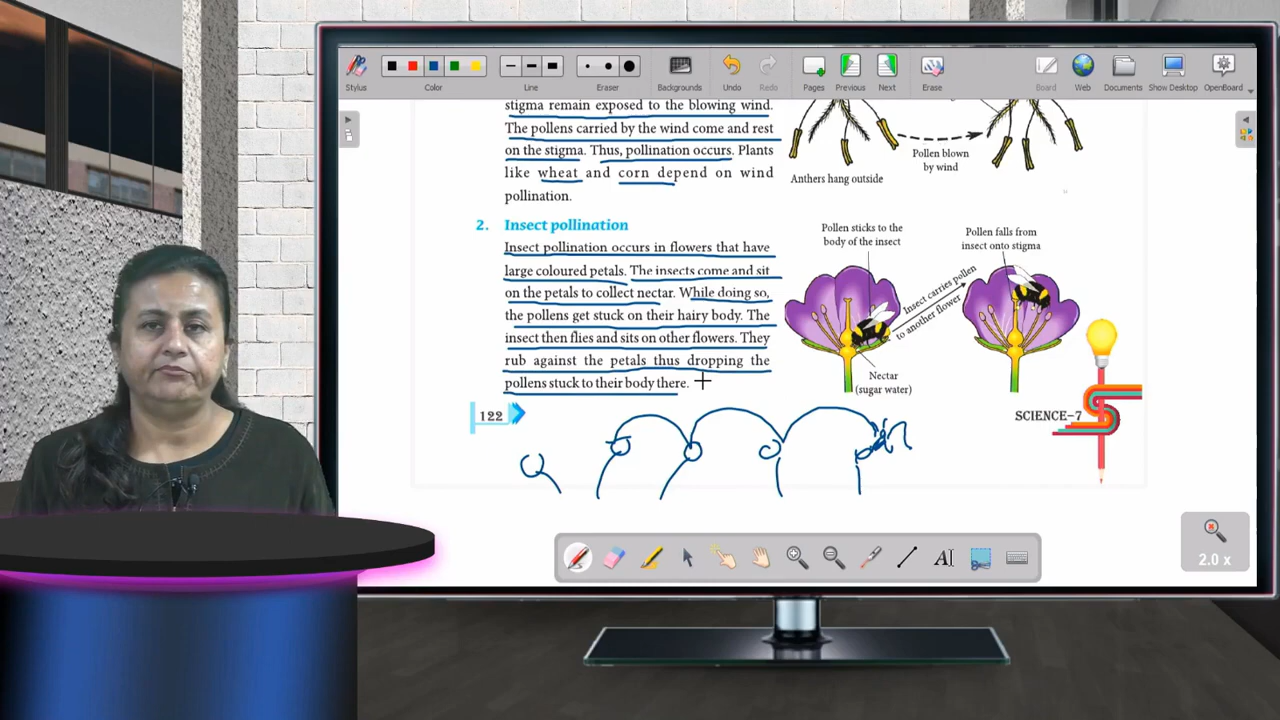 Stylus
Color
Line
Eraser
Backgrounds
Undo
Redo
Pages
Previous
Next
Erase
Board
Web
Documents
Show Desktop
OpenBoard
stigma remain exposed to the blowing wind.
The pollens carried by the wind come and rest
on the stigma. Thus, pollination occurs. Plants
like wheat and corn depend on wind
pollination.
Anthers hang outside
Pollen blown
by wind
2. Insect pollination
Insect pollination occurs in flowers that have
large coloured petals. The insects come and sit
on the petals to collect nectar. While doing so,
the pollens get stuck on their hairy body. The
insect then flies and sits on other flowers. They
rub against the petals thus dropping the
pollens stuck to their body there.
Pollen sticks to the
body of the insect
Pollen falls from
insect onto stigma
Insect carries pollen
to another flower
Nectar
(sugar water)
122
SCIENCE-7
AI
2.0 x